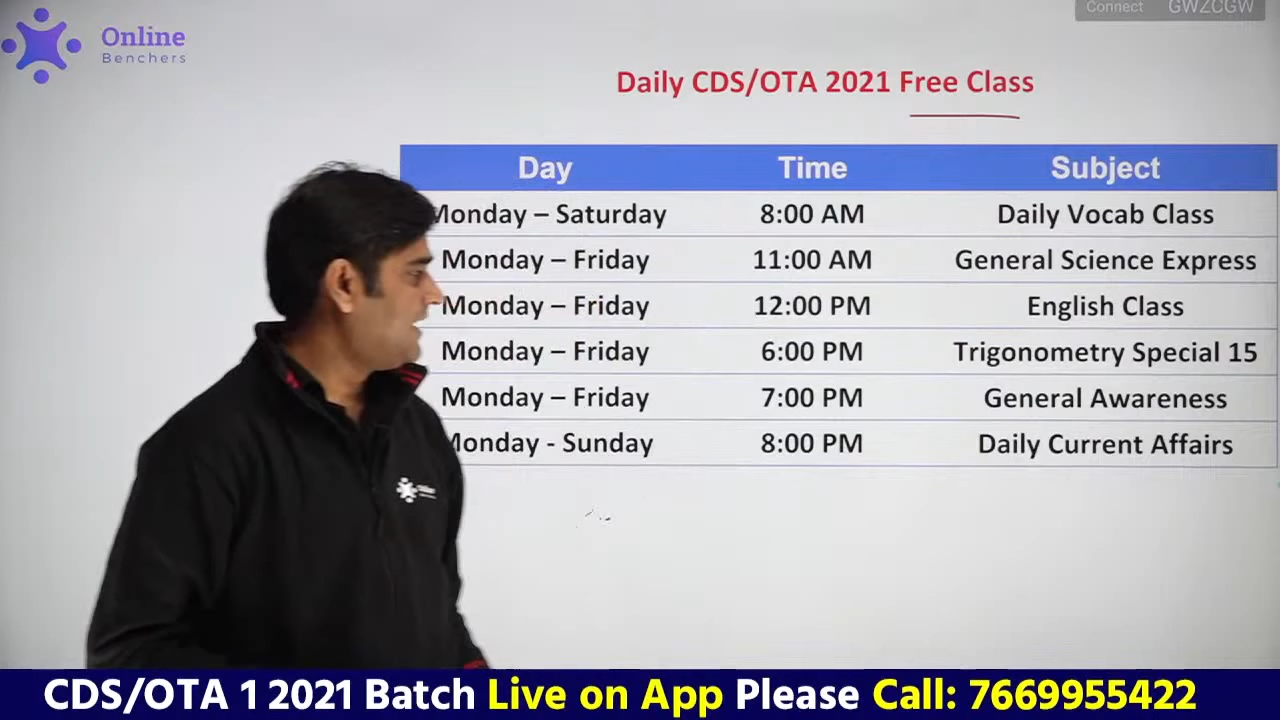 Online
Benchers
Connect GWZCGW
Daily CDS/OTA 2021 Free Class
Day Time Subject
Monday – Saturday 8:00 AM Daily Vocab Class
Monday – Friday 11:00 AM General Science Express
Monday – Friday 12:00 PM English Class
Monday – Friday 6:00 PM Trigonometry Special 15
Monday – Friday 7:00 PM General Awareness
Monday - Sunday 8:00 PM Daily Current Affairs
CDS/OTA 1 2021 Batch Live on App Please Call: 7669955422